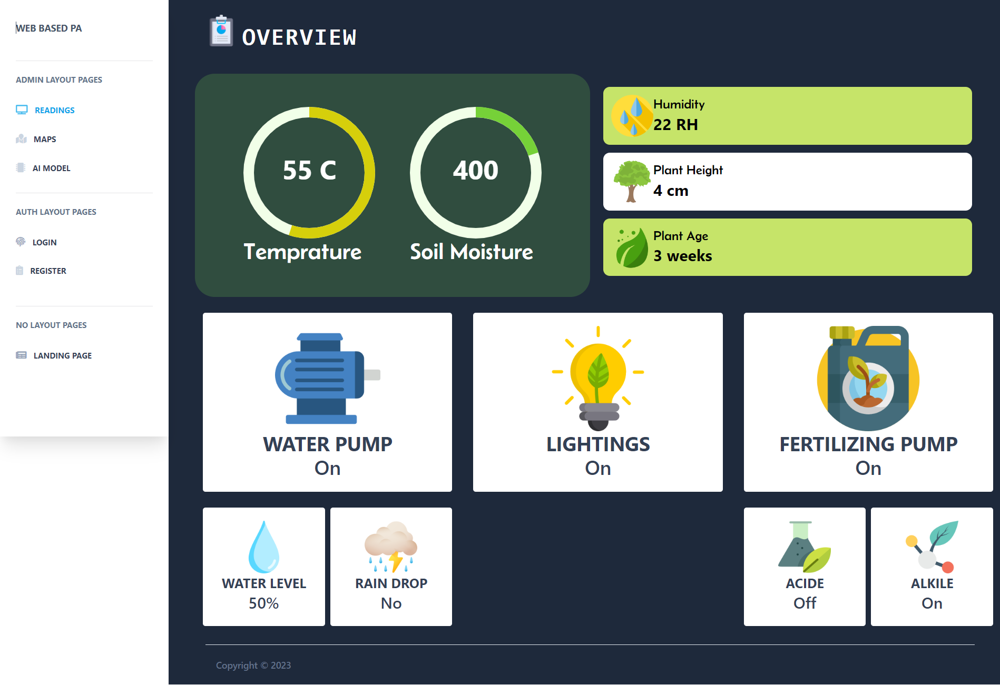 WEB BASED PA
ADMIN LAYOUT PAGES
READINGS
MAPS
AI MODEL
AUTH LAYOUT PAGES
LOGIN
REGISTER
NO LAYOUT PAGES
LANDING PAGE
OVERVIEW
55 C
Temprature
400
Soil Moisture
Humidity
22 RH
Plant Height
4 cm
Plant Age
3 weeks
WATER PUMP
On
LIGHTINGS
On
FERTILIZING PUMP
On
WATER LEVEL
50%
RAIN DROP
No
ACIDE
Off
ALKILE
On
Copyright © 2023